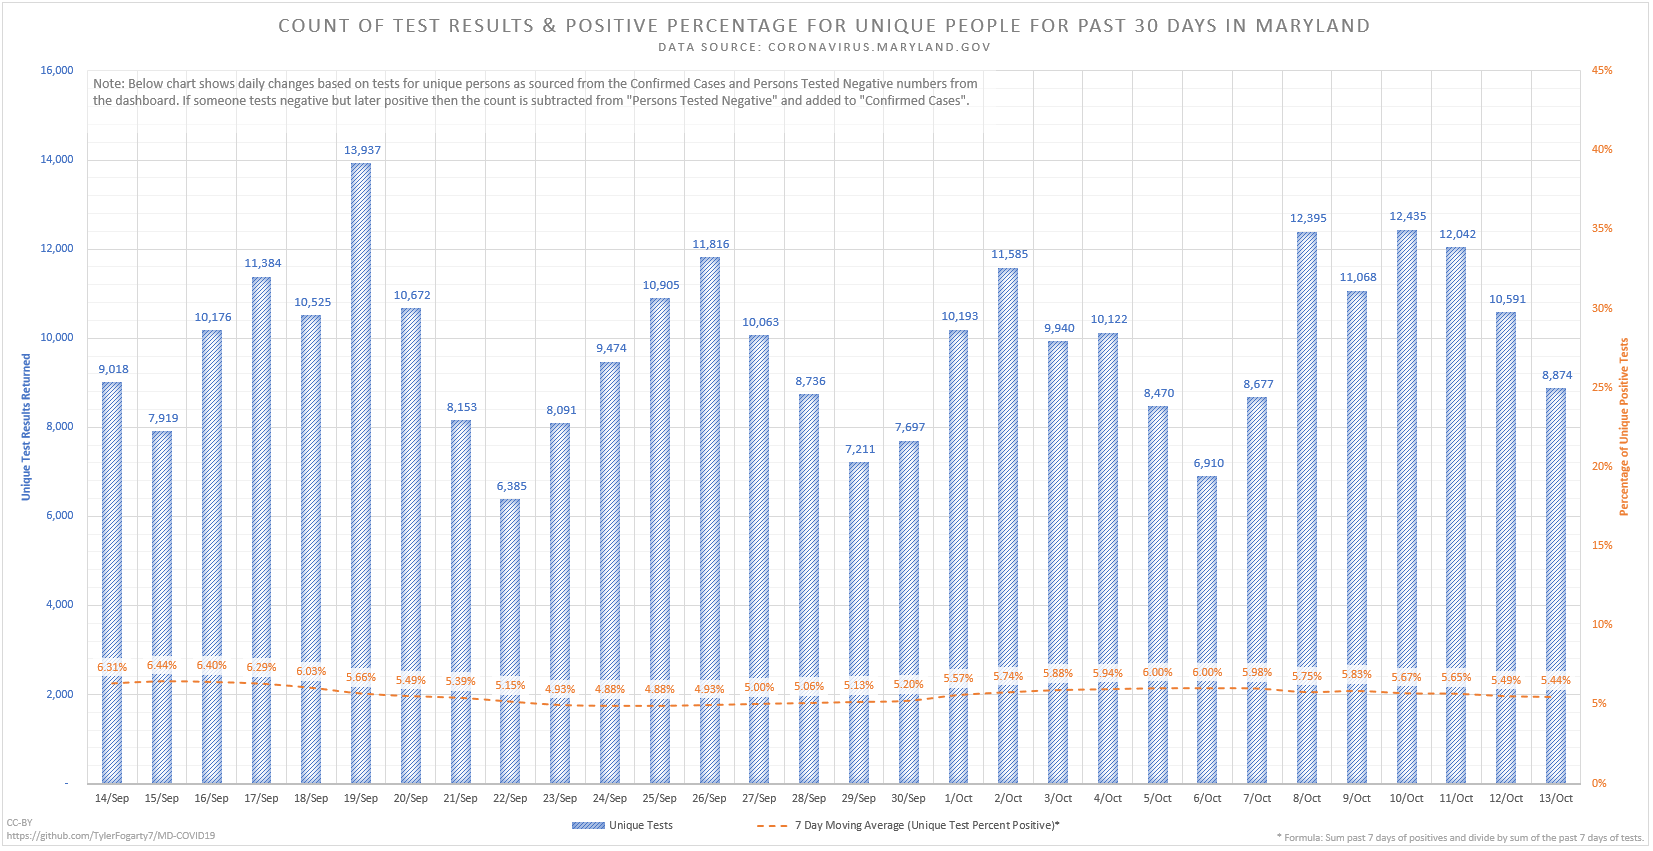 COUNT OF TEST RESULTS & POSITIVE PERCENTAGE FOR UNIQUE PEOPLE FOR PAST 30 DAYS IN MARYLAND
DATA SOURCE: CORONAVIRUS.MARYLAND.GOV
Note: Below chart shows daily changes based on tests for unique persons as sourced from the Confirmed Cases and Persons Tested Negative numbers from
the dashboard. If someone tests negative but later positive then the count is subtracted from "Persons Tested Negative" and added to "Confirmed Cases".
Unique Test Results Returned
16,000
14,000
12,000
10,000
8,000
6,000
4,000
2,000
-
9,018 7,919 10,176 11,384 10,525 13,937 10,672 8,153 6,385 8,091 9,474 10,905 11,816 10,063 8,736 7,211 7,697 10,193 11,585 9,940 10,122 8,470 6,910 8,677 12,395 11,068 12,435 12,042 10,591 8,874
6.31% 6.44% 6.40% 6.29% 6.03% 5.66% 5.49% 5.39% 5.15% 4.93% 4.88% 4.88% 4.93% 5.00% 5.06% 5.13% 5.20% 5.57% 5.74% 5.88% 5.94% 6.00% 6.00% 5.98% 5.75% 5.83% 5.67% 5.65% 5.49% 5.44%
45%
40%
35%
30%
25%
20%
15%
10%
5%
0%
Percentage of Unique Positive Tests
14/Sep 15/Sep 16/Sep 17/Sep 18/Sep 19/Sep 20/Sep 21/Sep 22/Sep 23/Sep 24/Sep 25/Sep 26/Sep 27/Sep 28/Sep 29/Sep 30/Sep 1/Oct 2/Oct 3/Oct 4/Oct 5/Oct 6/Oct 7/Oct 8/Oct 9/Oct 10/Oct 11/Oct 12/Oct 13/Oct
Unique Tests 7 Day Moving Average (Unique Test Percent Positive)*
CC-BY
https://github.com/TylerFogarty7/MD-COVID19
* Formula: Sum past 7 days of positives and divide by sum of the past 7 days of tests.